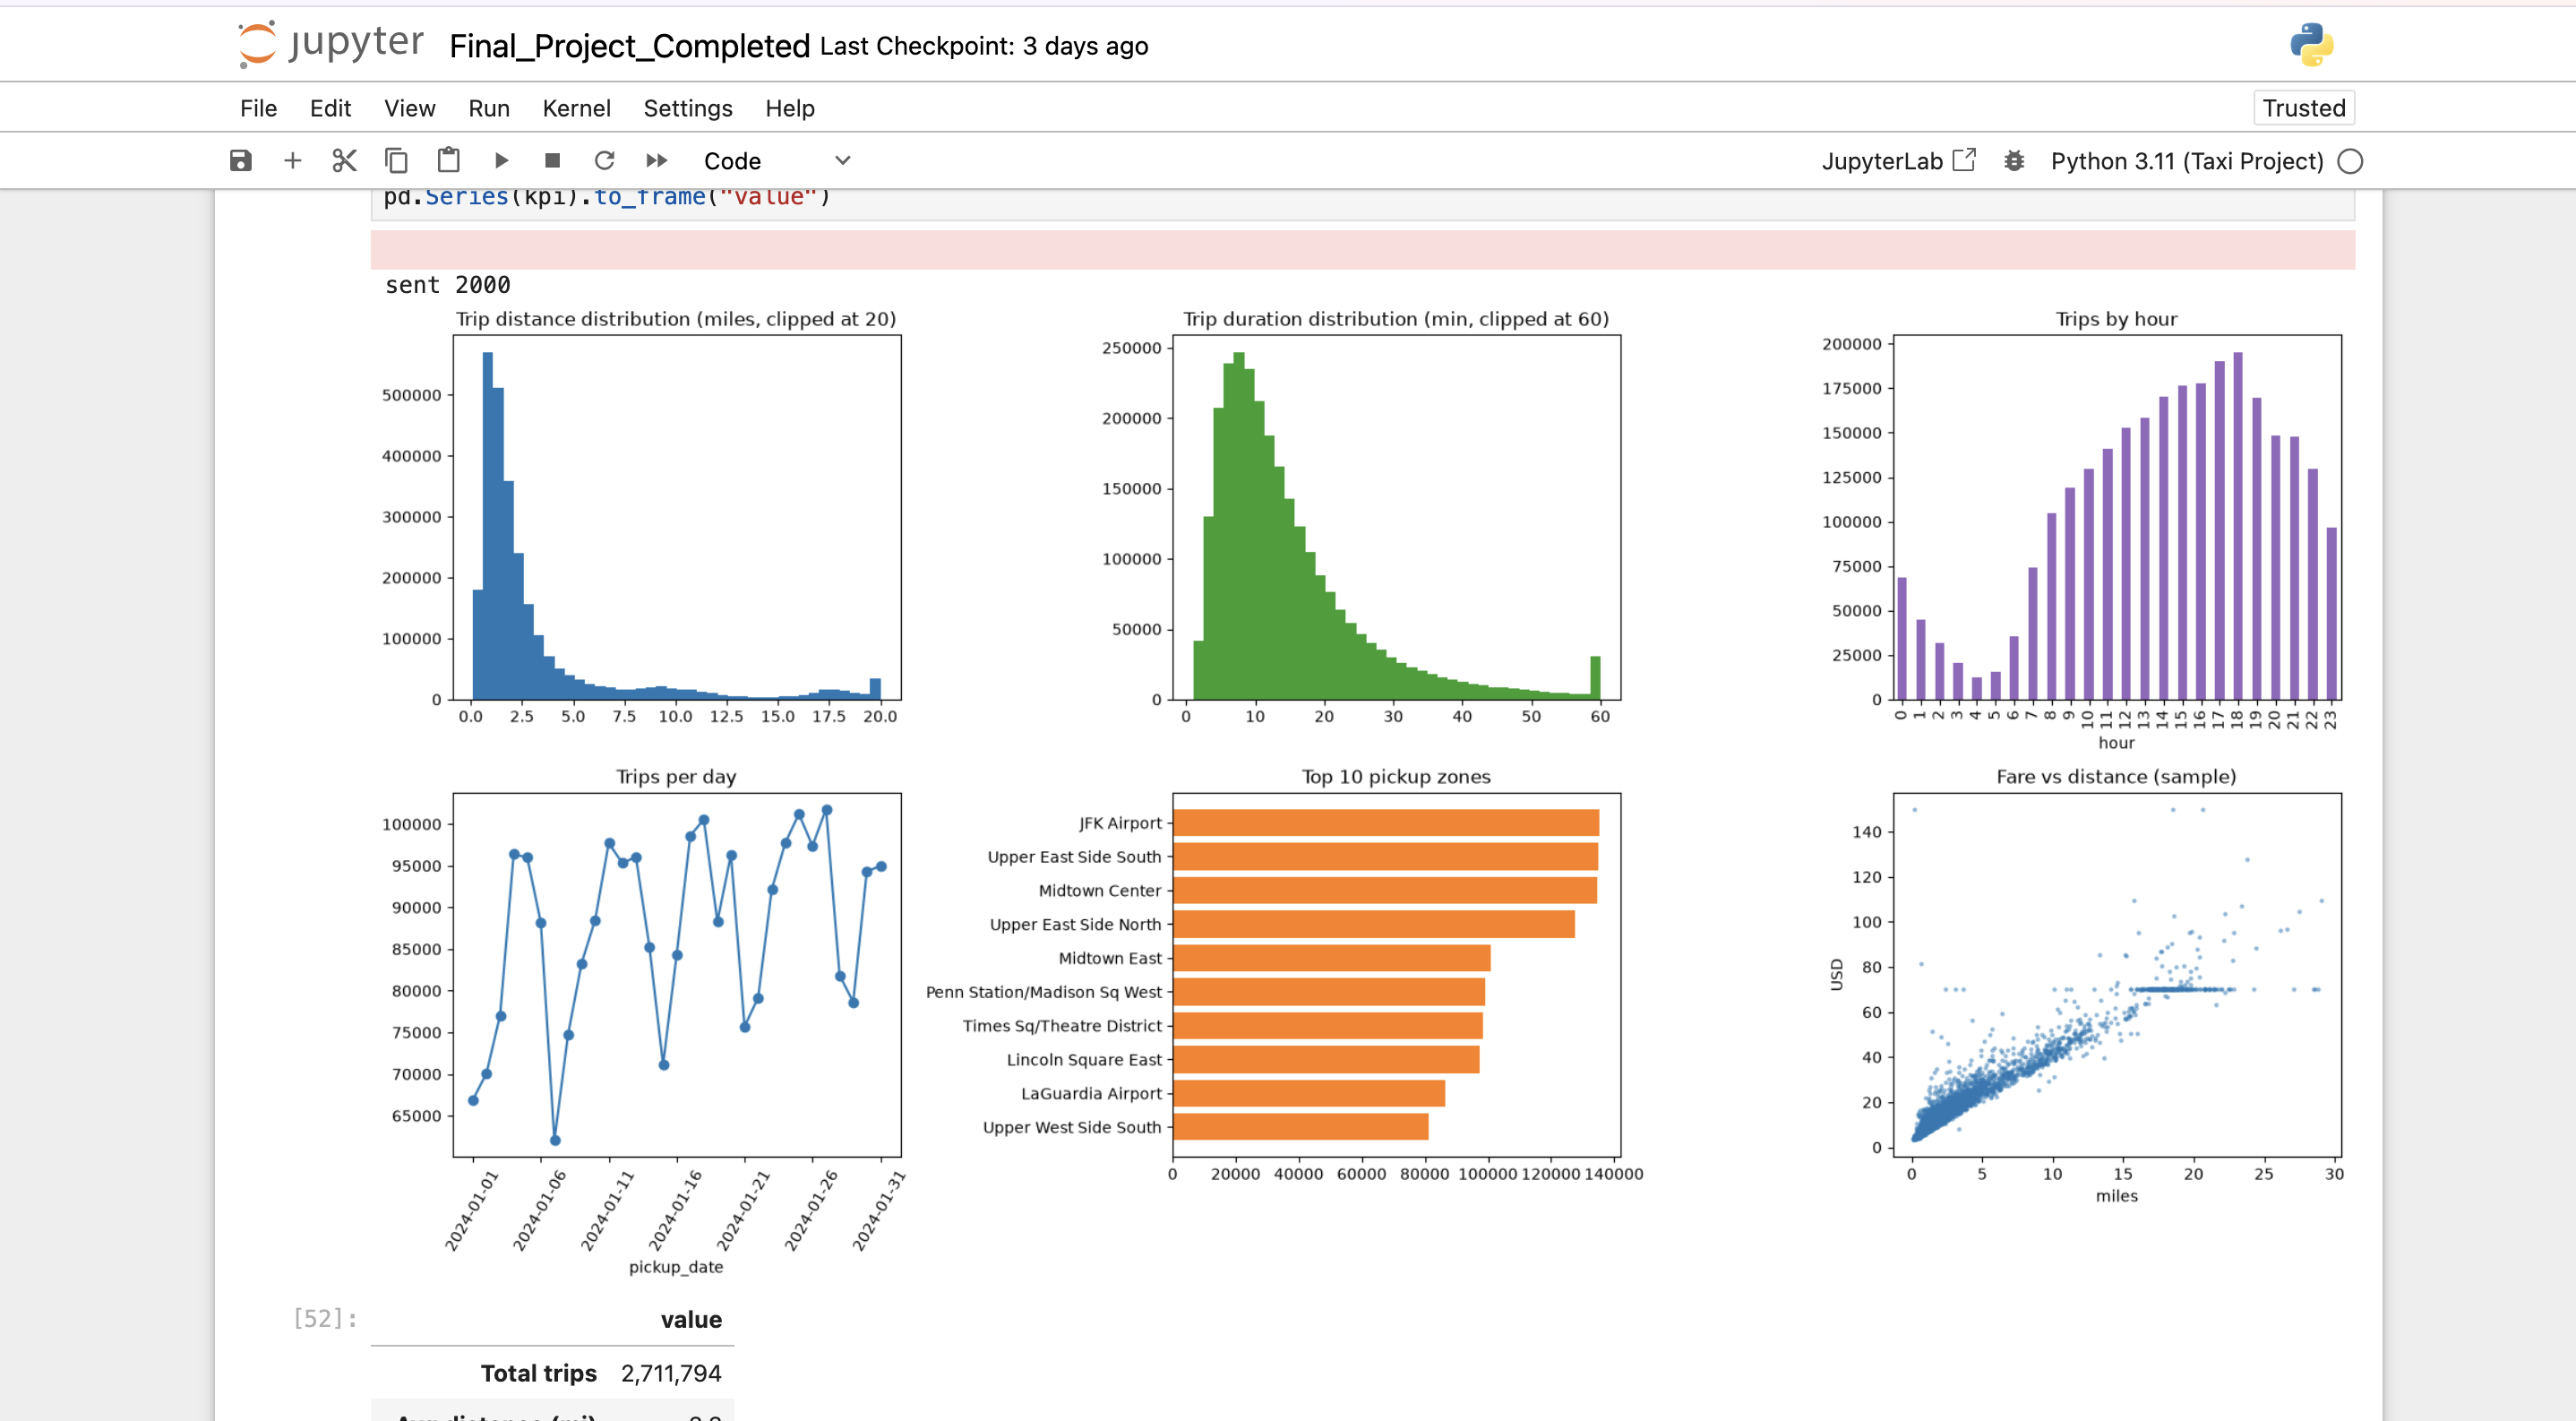 jupyter Final_Project_Completed Last Checkpoint: 3 days ago
File Edit View Run Kernel Settings Help Trusted
Code JupyterLab Python 3.11 (Taxi Project)
pd.Series(kpi).to_frame("value")
sent 2000
Trip distance distribution (miles, clipped at 20)
500000
400000
300000
200000
100000
0
0.0 2.5 5.0 7.5 10.0 12.5 15.0 17.5 20.0
Trip duration distribution (min, clipped at 60)
250000
200000
150000
100000
50000
0
0 10 20 30 40 50 60
Trips by hour
200000
175000
150000
125000
100000
75000
50000
25000
0
0 1 2 3 4 5 6 7 8 9 10 11 12 13 14 15 16 17 18 19 20 21 22 23
hour
Trips per day
100000
95000
90000
85000
80000
75000
70000
65000
2024-01-01 2024-01-06 2024-01-11 2024-01-16 2024-01-21 2024-01-26 2024-01-31
pickup_date
Top 10 pickup zones
JFK Airport
Upper East Side South
Midtown Center
Upper East Side North
Midtown East
Penn Station/Madison Sq West
Times Sq/Theatre District
Lincoln Square East
LaGuardia Airport
Upper West Side South
0 20000 40000 60000 80000 100000 120000 140000
Fare vs distance (sample)
USD
140
120
100
80
60
40
20
0
0 5 10 15 20 25 30
miles
[52]:
value
Total trips 2,711,794